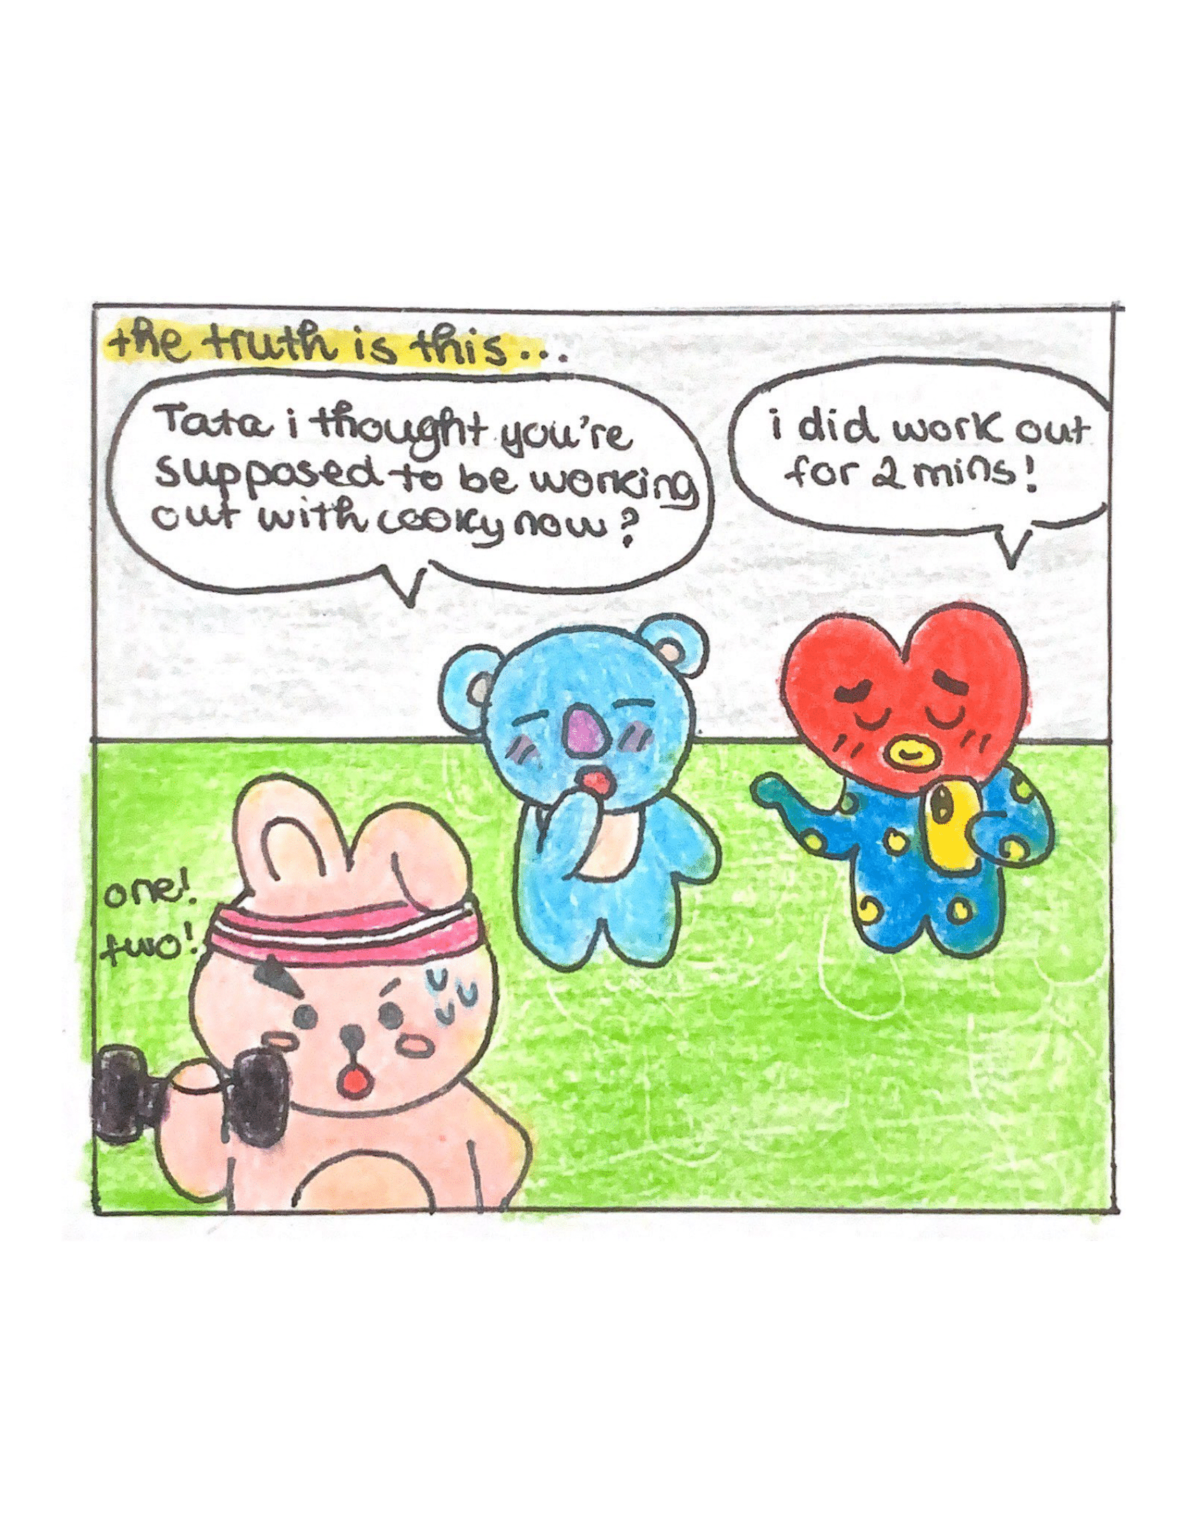 the truth is this...
Tata i thought you're
supposed to be working
out with cooky now?
i did work out
for 2 mins!
one!
two!